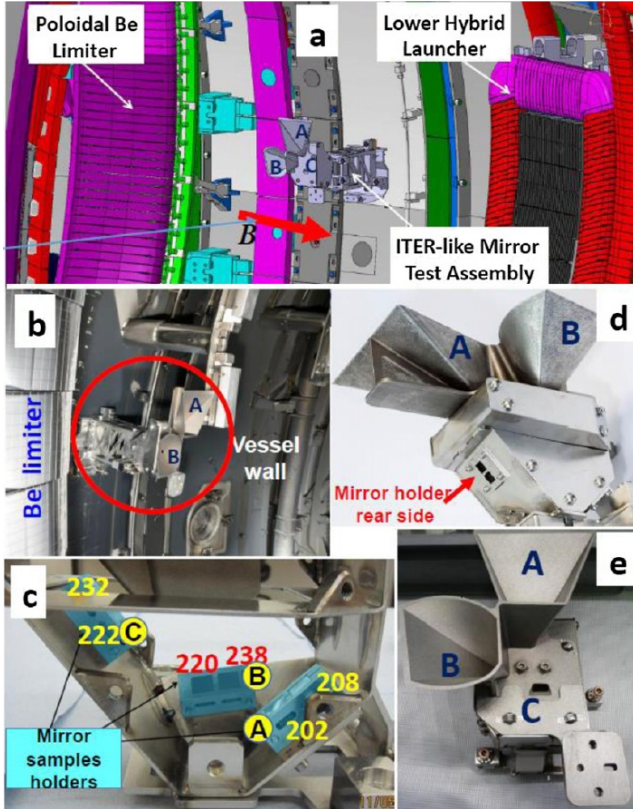 Poloidal Be
Limiter
a
Lower Hybrid
Launcher
A
B
C
B
ITER-like Mirror
Test Assembly
b
Be limiter
A
B
Vessel
wall
d
A
B
Mirror holder
rear side
c
232
222 C
220 238
B
208
A
202
Mirror
samples
holders
e
A
B
C